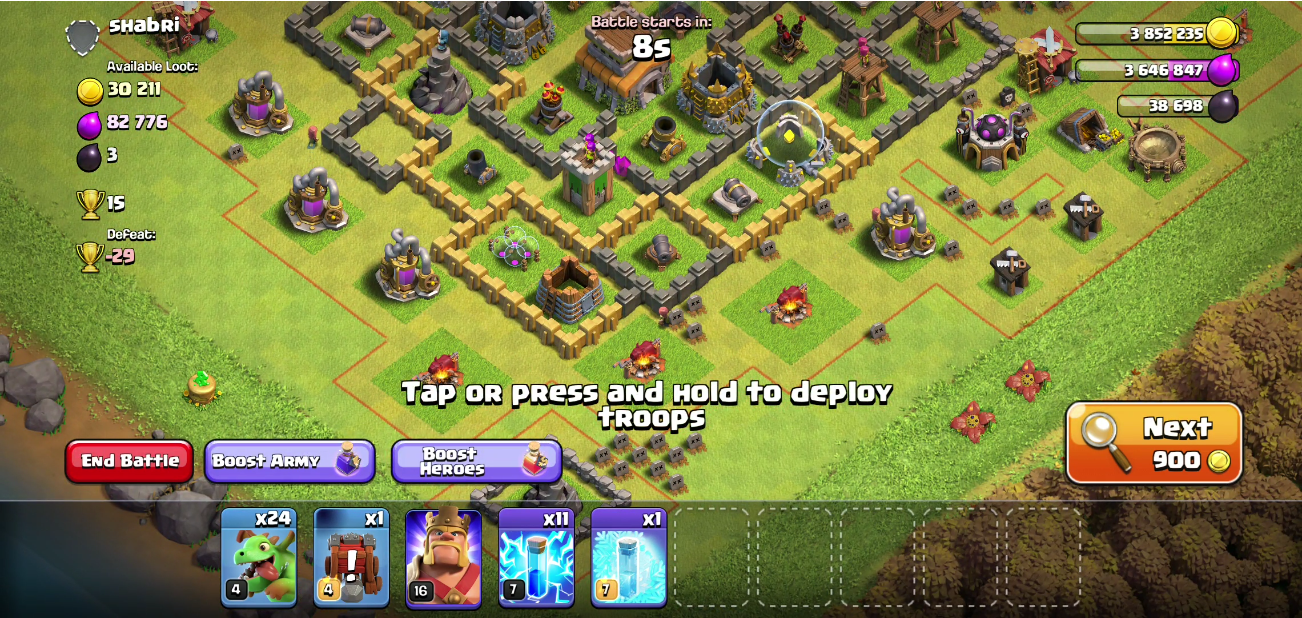 shabri
Battle starts in:
8s
Available Loot:
30 211
82 776
3
15
Defeat:
-29
3 852 235
3 646 847
38 698
Tap or press and hold to deploy
troops
End Battle
Boost Army
Boost
Heroes
Next
900
x24
x1
x11
x1
4
4
16
7
7